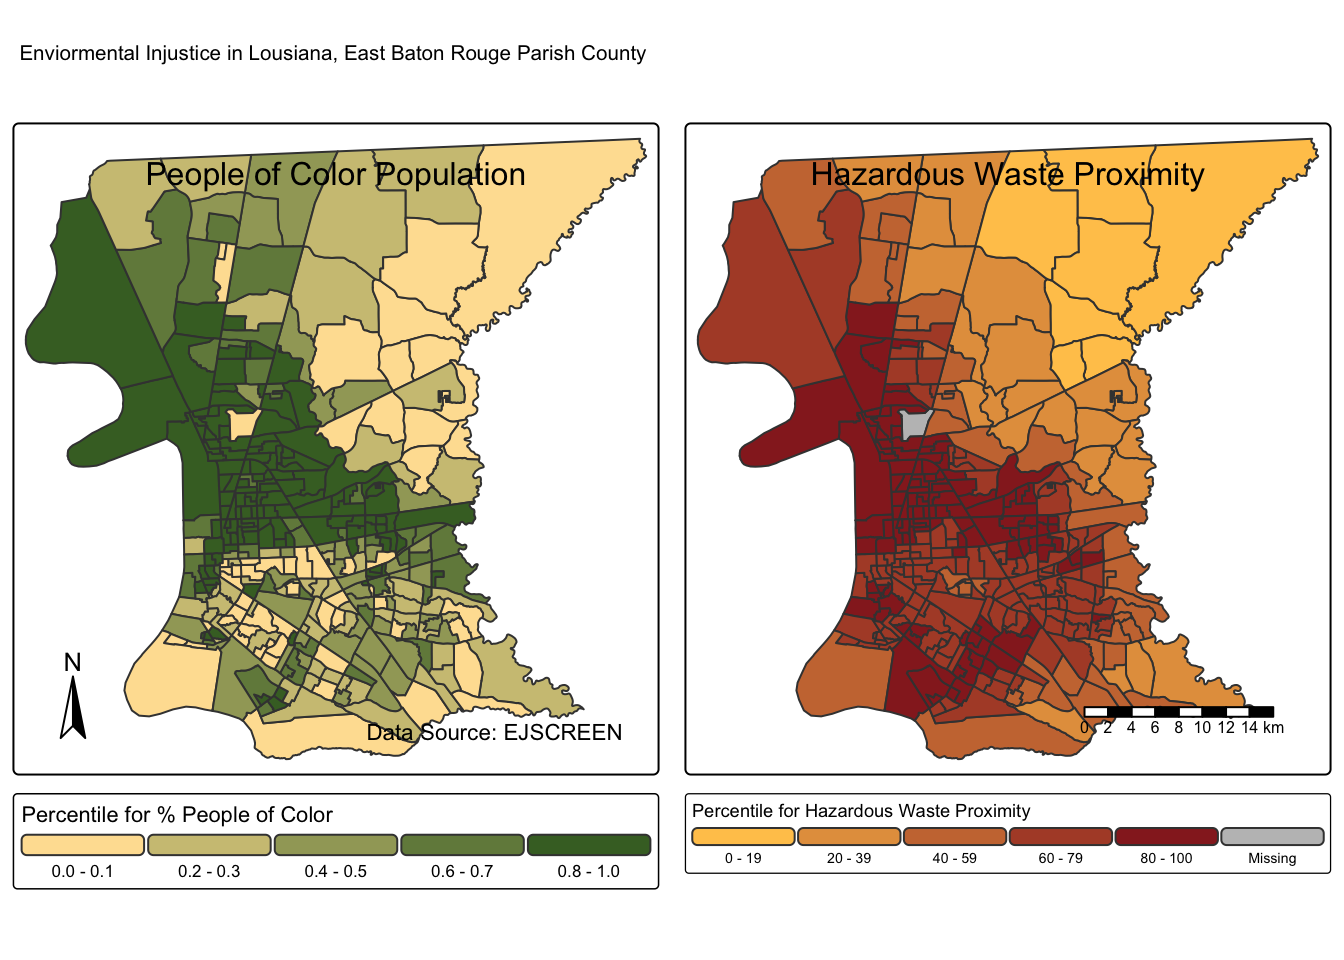 Enviormental Injustice in Lousiana, East Baton Rouge Parish County
People of Color Population
N
Data Source: EJSCREEN
Percentile for % People of Color
0.0 - 0.1 0.2 - 0.3 0.4 - 0.5 0.6 - 0.7 0.8 - 1.0
Hazardous Waste Proximity
0 2 4 6 8 10 12 14 km
Percentile for Hazardous Waste Proximity
0 - 19 20 - 39 40 - 59 60 - 79 80 - 100 Missing